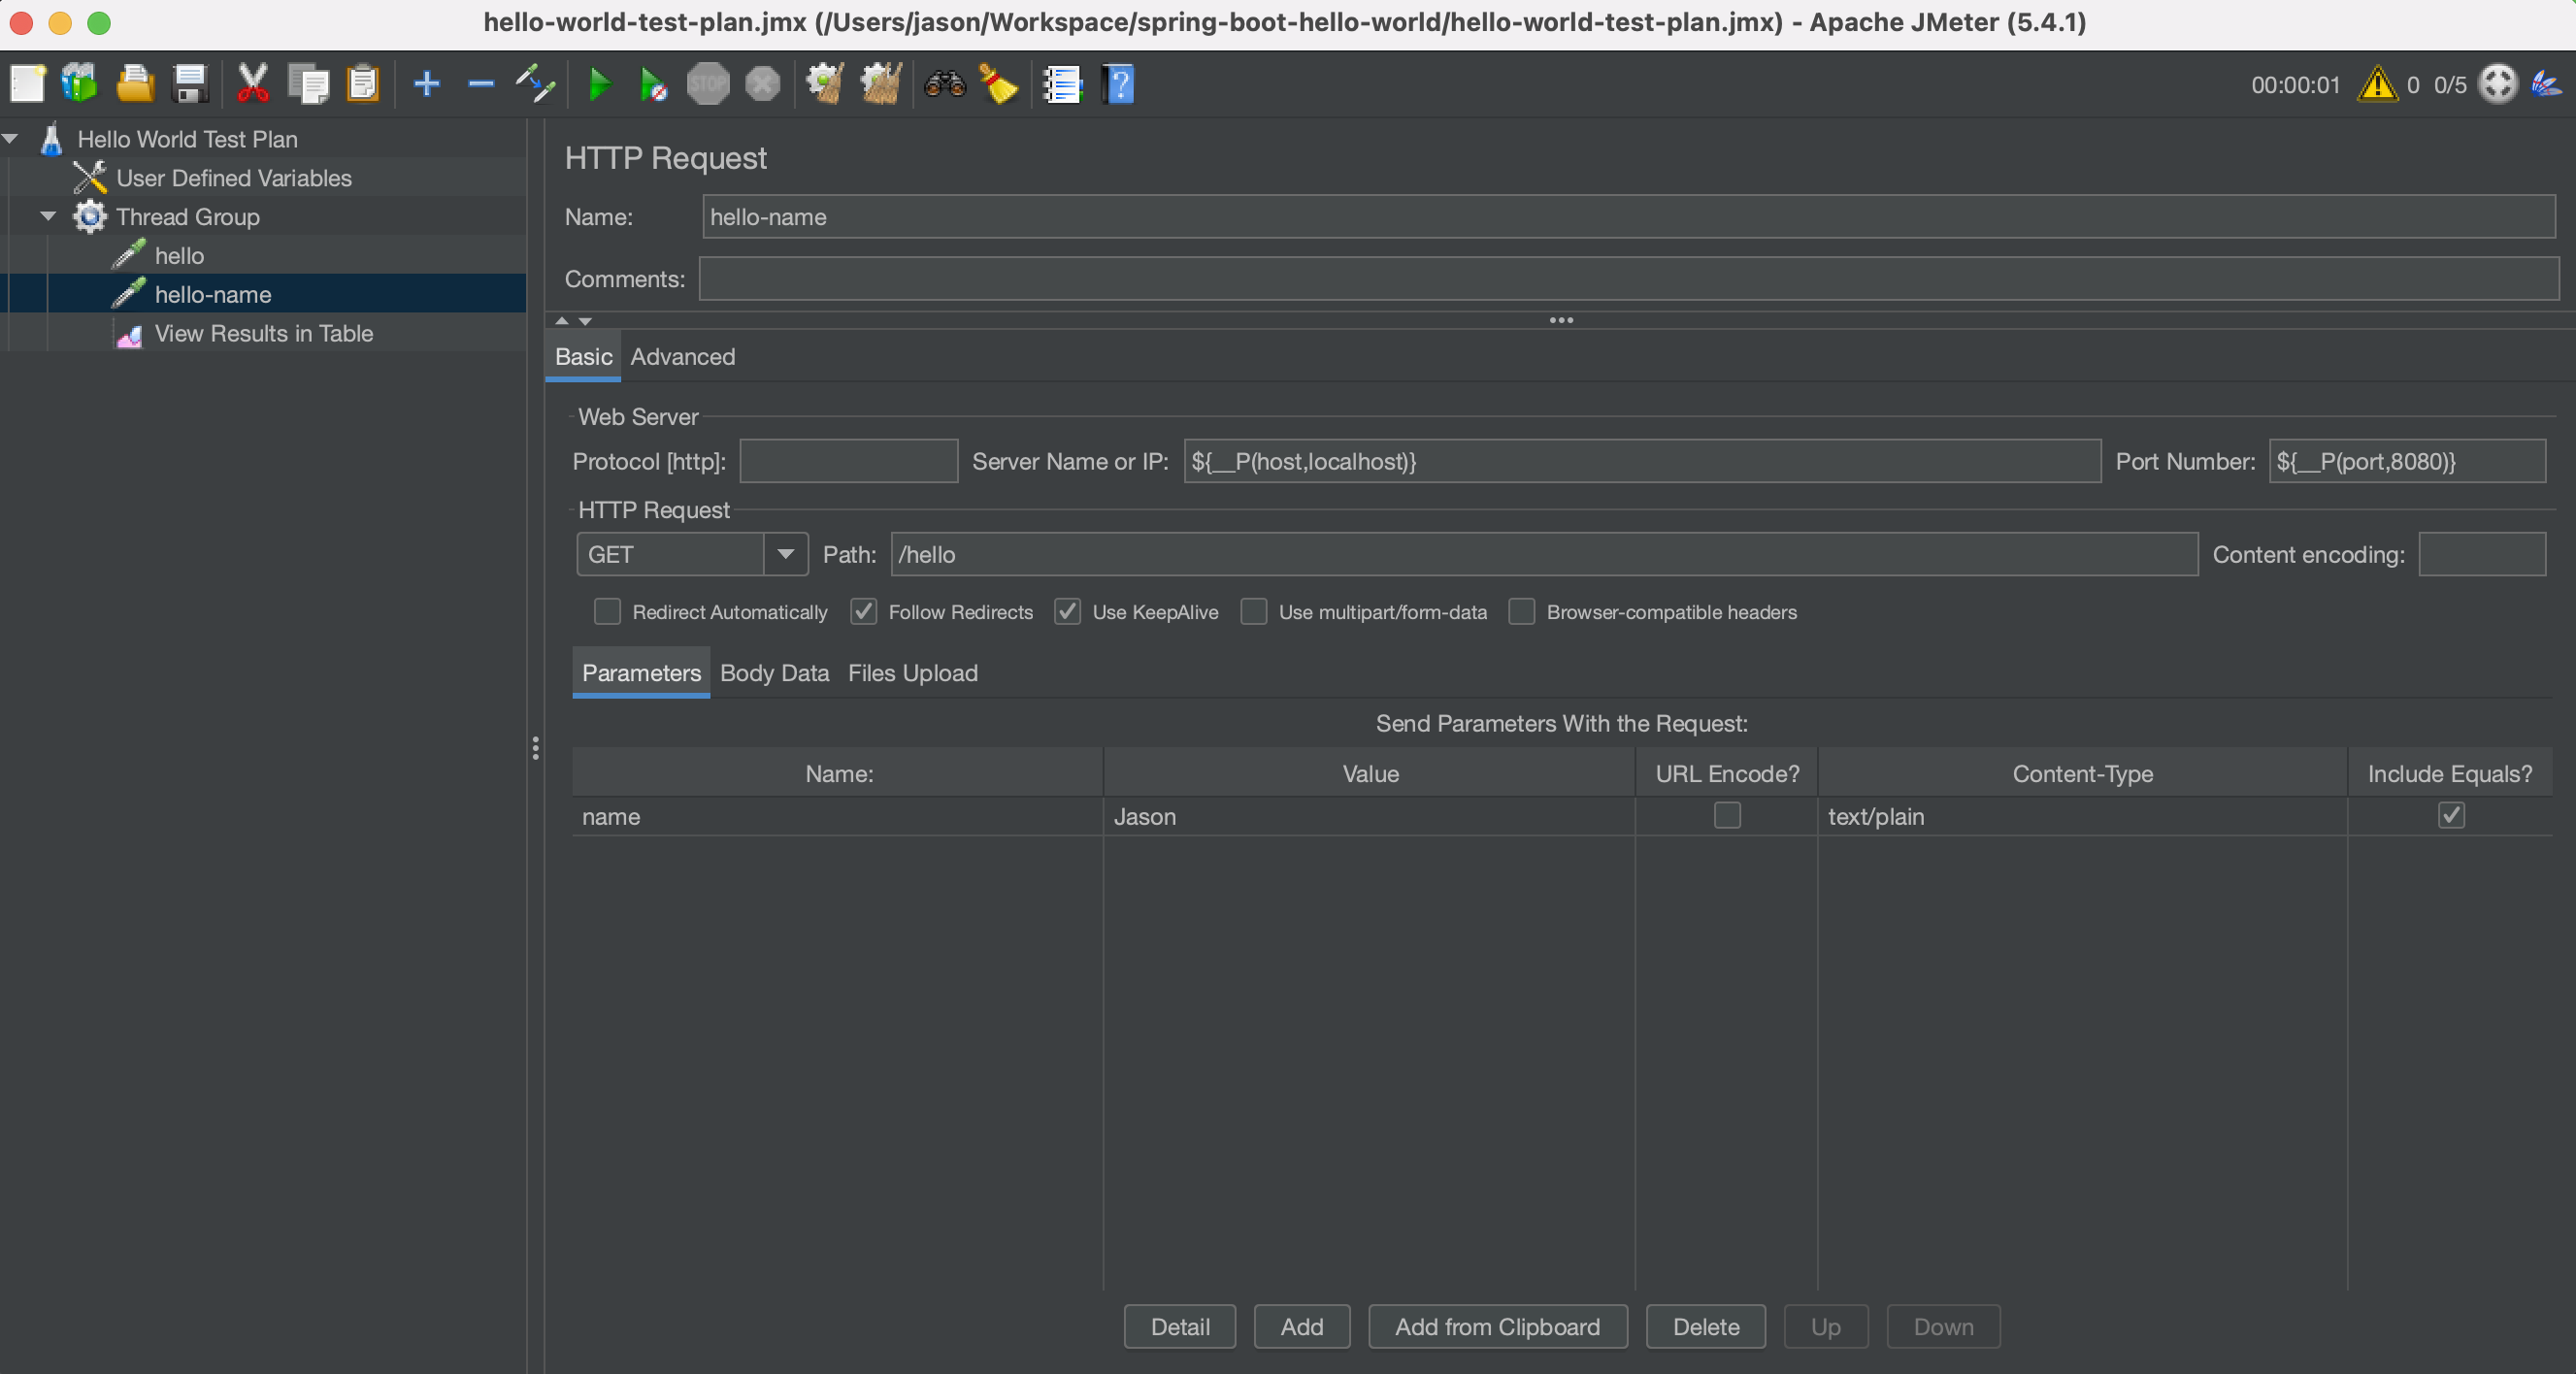 hello-world-test-plan.jmx (/Users/jason/Workspace/spring-boot-hello-world/hello-world-test-plan.jmx) - Apache JMeter (5.4.1)
STOP
?
00:00:01 0 0/5
Hello World Test Plan
User Defined Variables
Thread Group
hello
hello-name
View Results in Table
HTTP Request
Name: hello-name
Comments:
Basic Advanced
Web Server
Protocol [http]: Server Name or IP: ${__P(host,localhost)} Port Number: ${__P(port,8080)}
HTTP Request
GET Path: /hello Content encoding:
Redirect Automatically Follow Redirects Use KeepAlive Use multipart/form-data Browser-compatible headers
Parameters Body Data Files Upload
Send Parameters With the Request:
Name: Value URL Encode? Content-Type Include Equals?
name Jason text/plain
Detail Add Add from Clipboard Delete Up Down